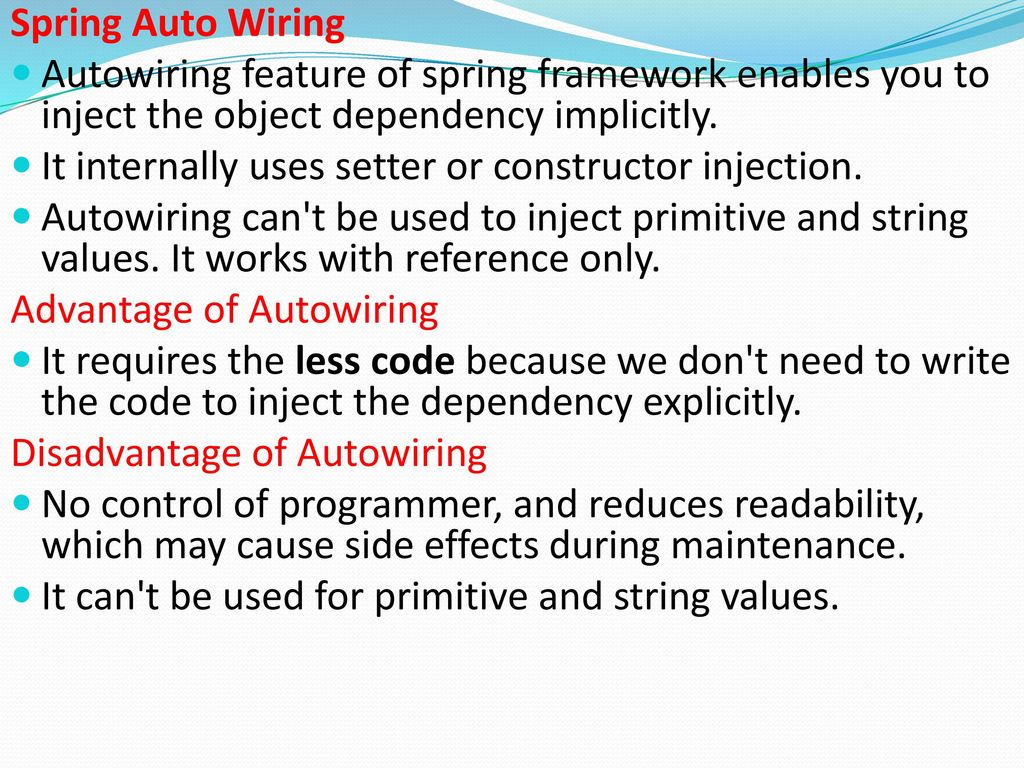 Spring Auto Wiring
Autowiring feature of spring framework enables you to
inject the object dependency implicitly.
It internally uses setter or constructor injection.
Autowiring can't be used to inject primitive and string
values. It works with reference only.
Advantage of Autowiring
It requires the less code because we don't need to write
the code to inject the dependency explicitly.
Disadvantage of Autowiring
No control of programmer, and reduces readability,
which may cause side effects during maintenance.
It can't be used for primitive and string values.